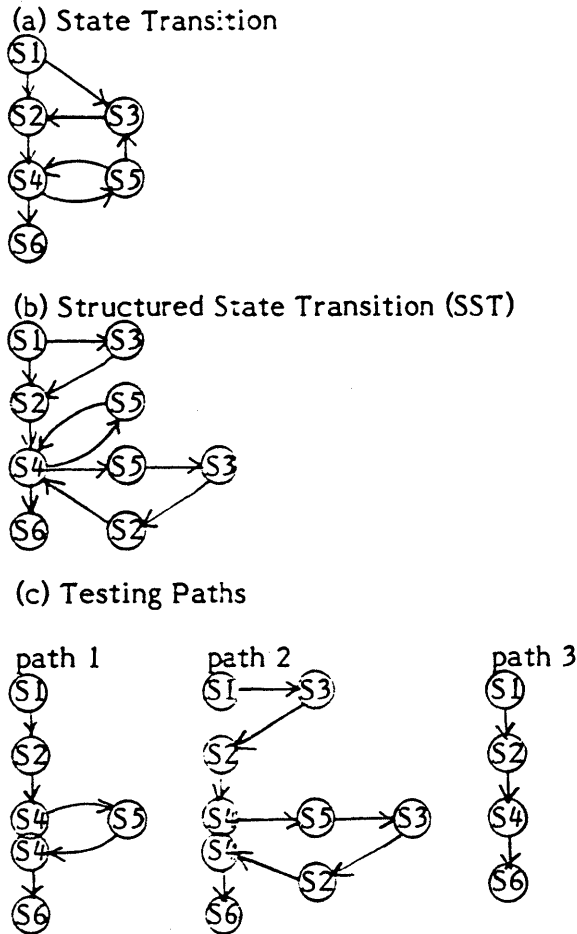 (a) State Transition
S1
S2 S3
S4 S5
S6
(b) Structured State Transition (SST)
S1 S3
S2 S5
S4 S5 S3
S6 S2
(c) Testing Paths
path 1 path 2 path 3
S1 S1 S3 S1
S2 S2 S2
S4 S5 S4 S5 S3 S4
S4 S4 S2 S6
S6 S6